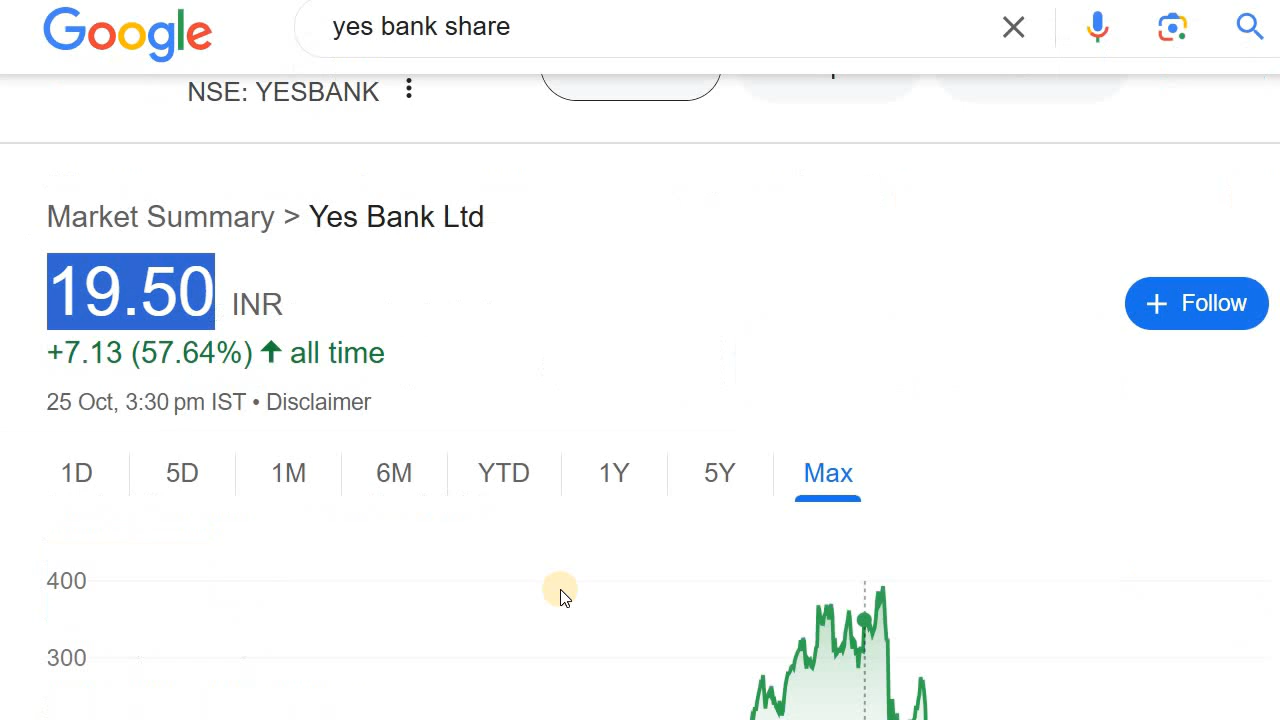 Google
yes bank share
NSE: YESBANK
Market Summary > Yes Bank Ltd
19.50 INR
+ Follow
+7.13 (57.64%) ↑ all time
25 Oct, 3:30 pm IST • Disclaimer
1D 5D 1M 6M YTD 1Y 5Y Max
400
300